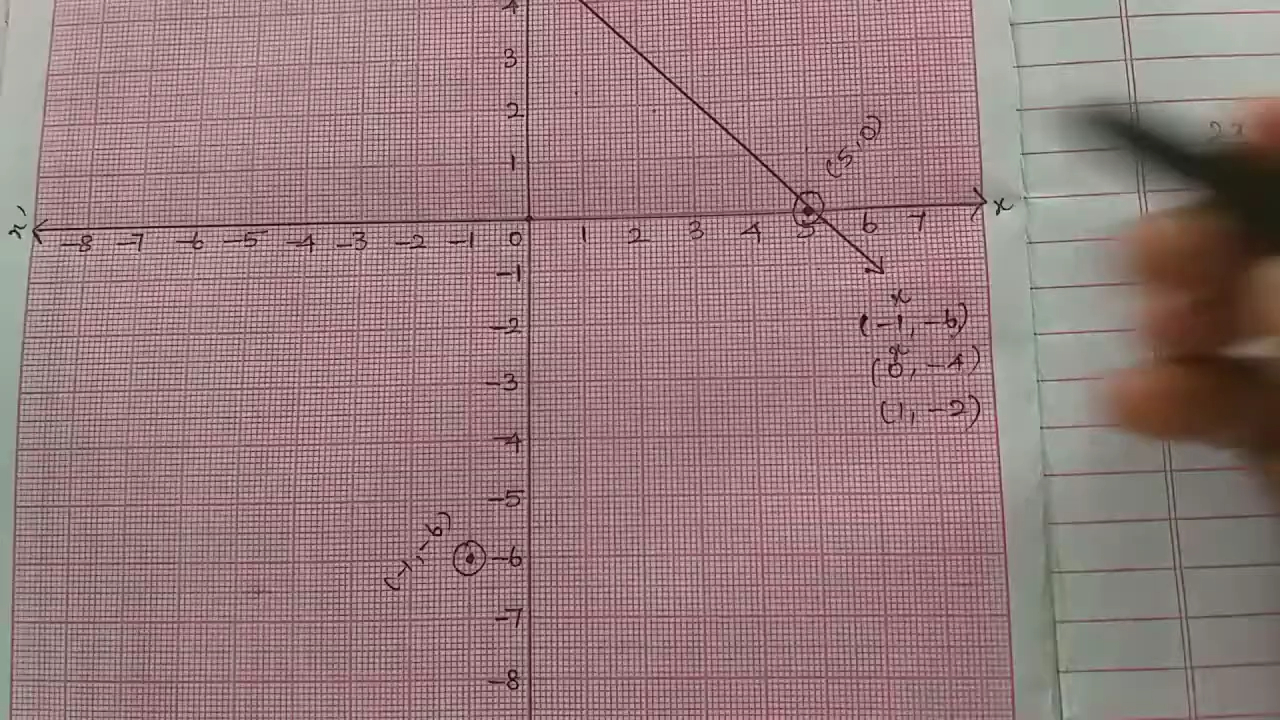 4
3
2
1
(5,0)
x' x
-8 -7 -6 -5 -4 -3 -2 -1 0 1 2 3 4 5 6 7
-1
x
-2 (-1, -6)
x
(0, -4)
-3
(1, -2)
-4
-5
(-1, -6) -6
-7
-8